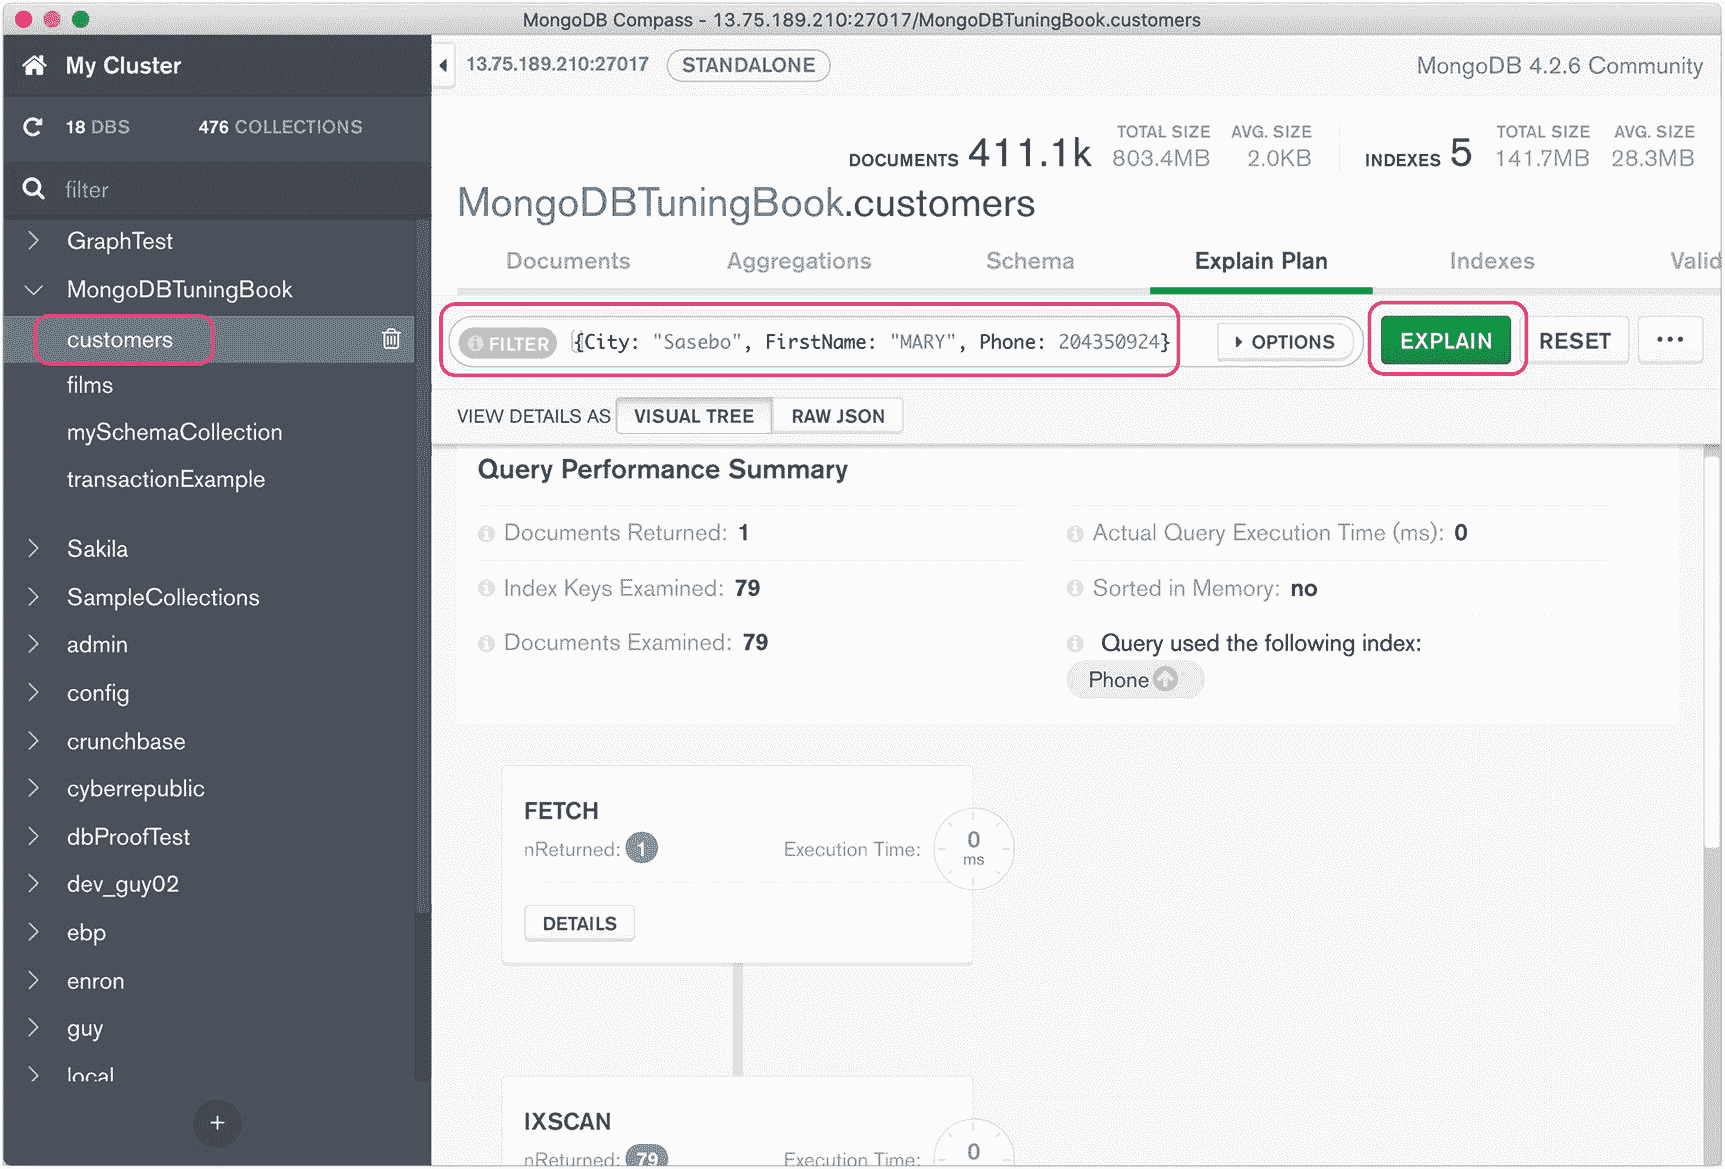 MongoDB Compass - 13.75.189.210:27017/MongoDBTuningBook.customers
My Cluster
18 DBS 476 COLLECTIONS
filter
GraphTest
MongoDBTuningBook
customers
films
mySchemaCollection
transactionExample
Sakila
SampleCollections
admin
config
crunchbase
cyberrepublic
dbProofTest
dev_guy02
ebp
enron
guy
local
+
13.75.189.210:27017 STANDALONE MongoDB 4.2.6 Community
DOCUMENTS 411.1k TOTAL SIZE 803.4MB AVG. SIZE 2.0KB INDEXES 5 TOTAL SIZE 141.7MB AVG. SIZE 28.3MB
MongoDBTuningBook.customers
Documents Aggregations Schema Explain Plan Indexes Valid
FILTER {City: "Sasebo", FirstName: "MARY", Phone: 204350924} OPTIONS EXPLAIN RESET ...
VIEW DETAILS AS VISUAL TREE RAW JSON
Query Performance Summary
Documents Returned: 1 Actual Query Execution Time (ms): 0
Index Keys Examined: 79 Sorted in Memory: no
Documents Examined: 79 Query used the following index:
Phone
FETCH
nReturned: 1 Execution Time: 0 ms
DETAILS
IXSCAN
nReturned: 79 Execution Time: 0